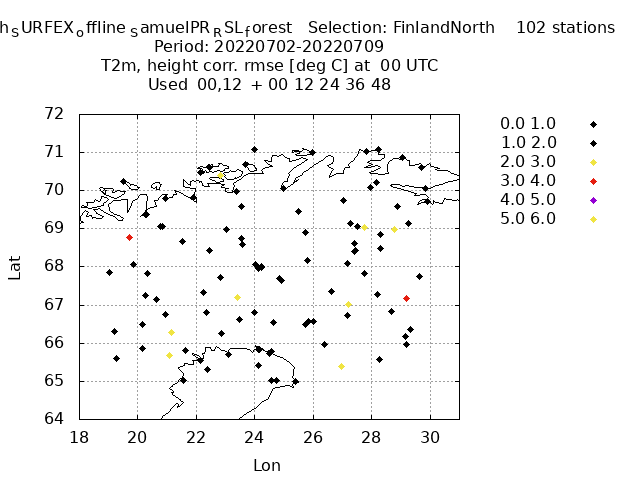 hSURFEXoffline SamuelPRRSLforest Selection: FinlandNorth 102 stations
Period: 20220702-20220709
T2m, height corr. rmse [deg C] at 00 UTC
Used 00,12 + 00 12 24 36 48
0.0 1.0
1.0 2.0
2.0 3.0
3.0 4.0
4.0 5.0
5.0 6.0
72
71
70
69
68
67
66
65
64
Lat
18 20 22 24 26 28 30
Lon